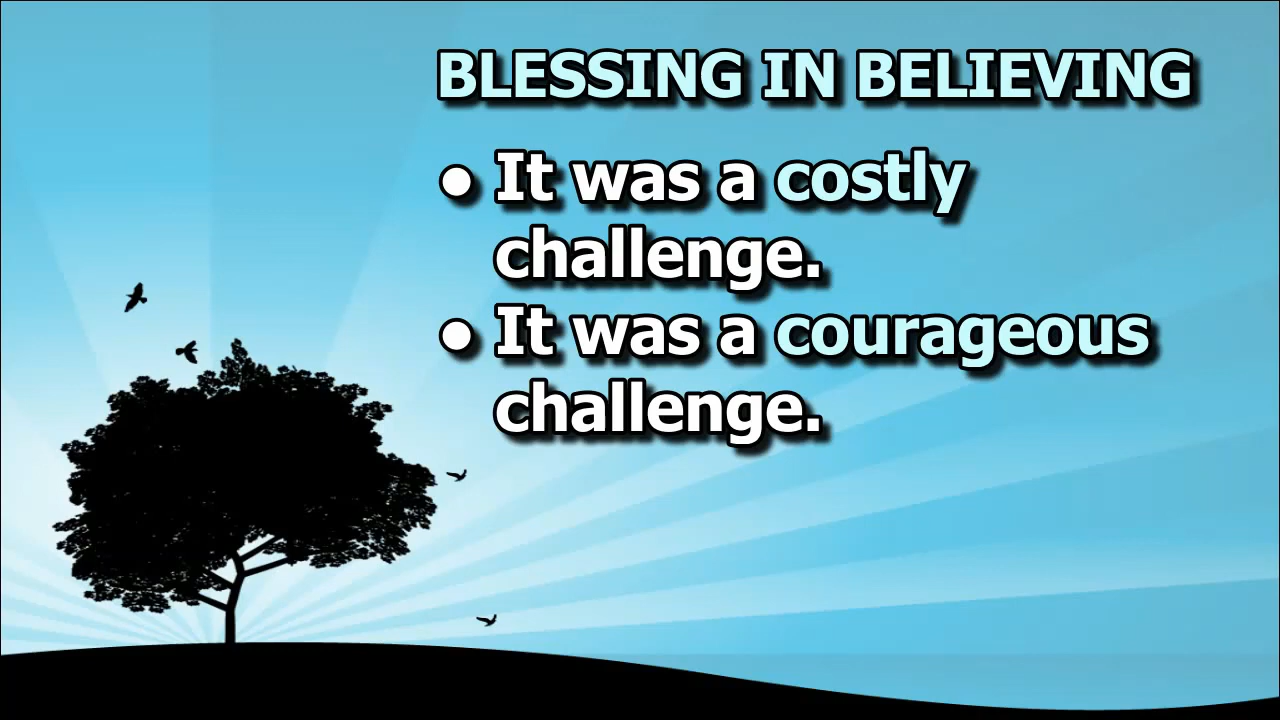 BLESSING IN BELIEVING
● It was a costly
challenge.
● It was a courageous
challenge.